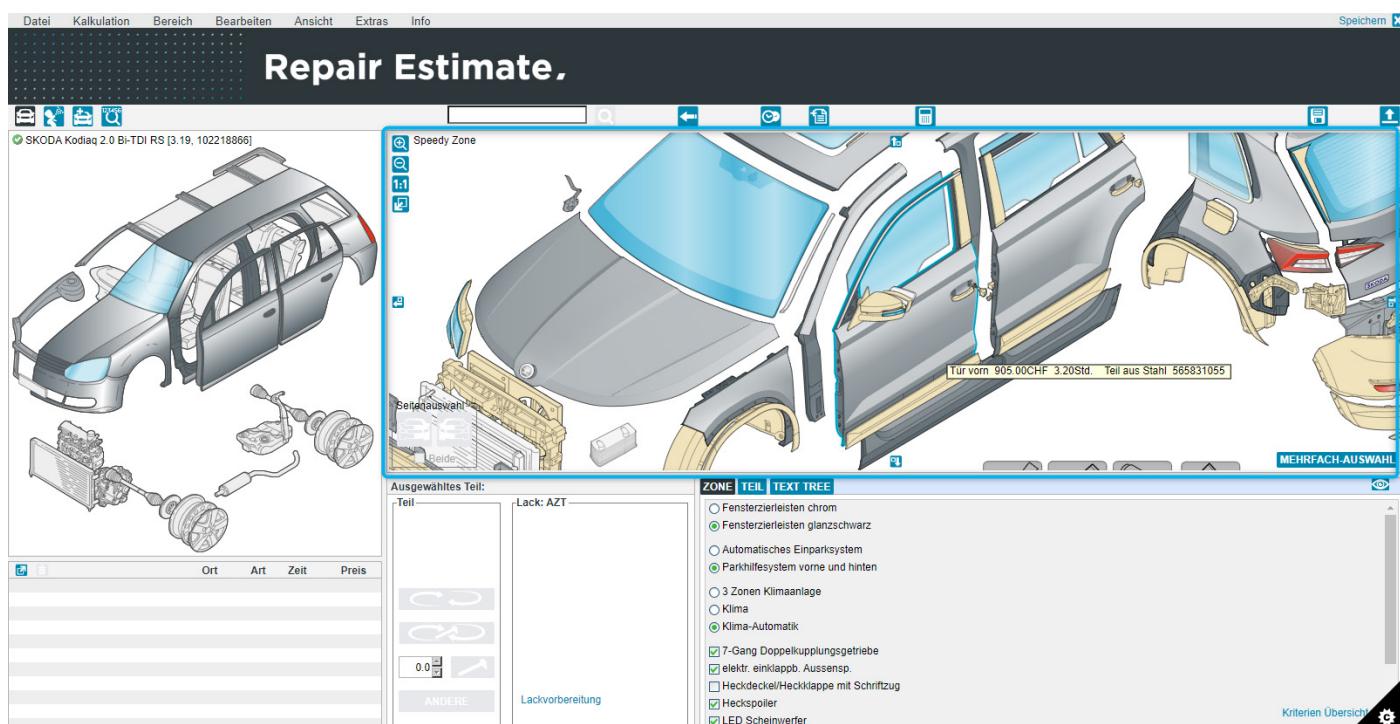 Datei Kalkulation Bereich Bearbeiten Ansicht Extras Info Speichern
Repair Estimate.
SKODA Kodiaq 2.0 Bi-TDI RS [3.19, 102218866]
Speedy Zone
1:1
SKODA
Tür vorn 905.00CHF 3.20Std. Teil aus Stahl 565831055
Seitenauswahl
Beide
MEHRFACH-AUSWAHL
Ausgewähltes Teil:
ZONE TEIL TEXT TREE
Teil
Lack: AZT
Fensterzierleisten chrom
Fensterzierleisten glanzschwarz
Automatisches Einparksystem
Parkhilfesystem vorne und hinten
Ort Art Zeit Preis
3 Zonen Klimaanlage
Klima
Klima-Automatik
7-Gang Doppelkupplungsgetriebe
0.0
elektr. einklappb. Aussensp.
Heckdeckel/Heckklappe mit Schriftzug
ANDERE
Lackvorbereitung
Heckspoiler
Kriterien Übersicht
LED Scheinwerfer